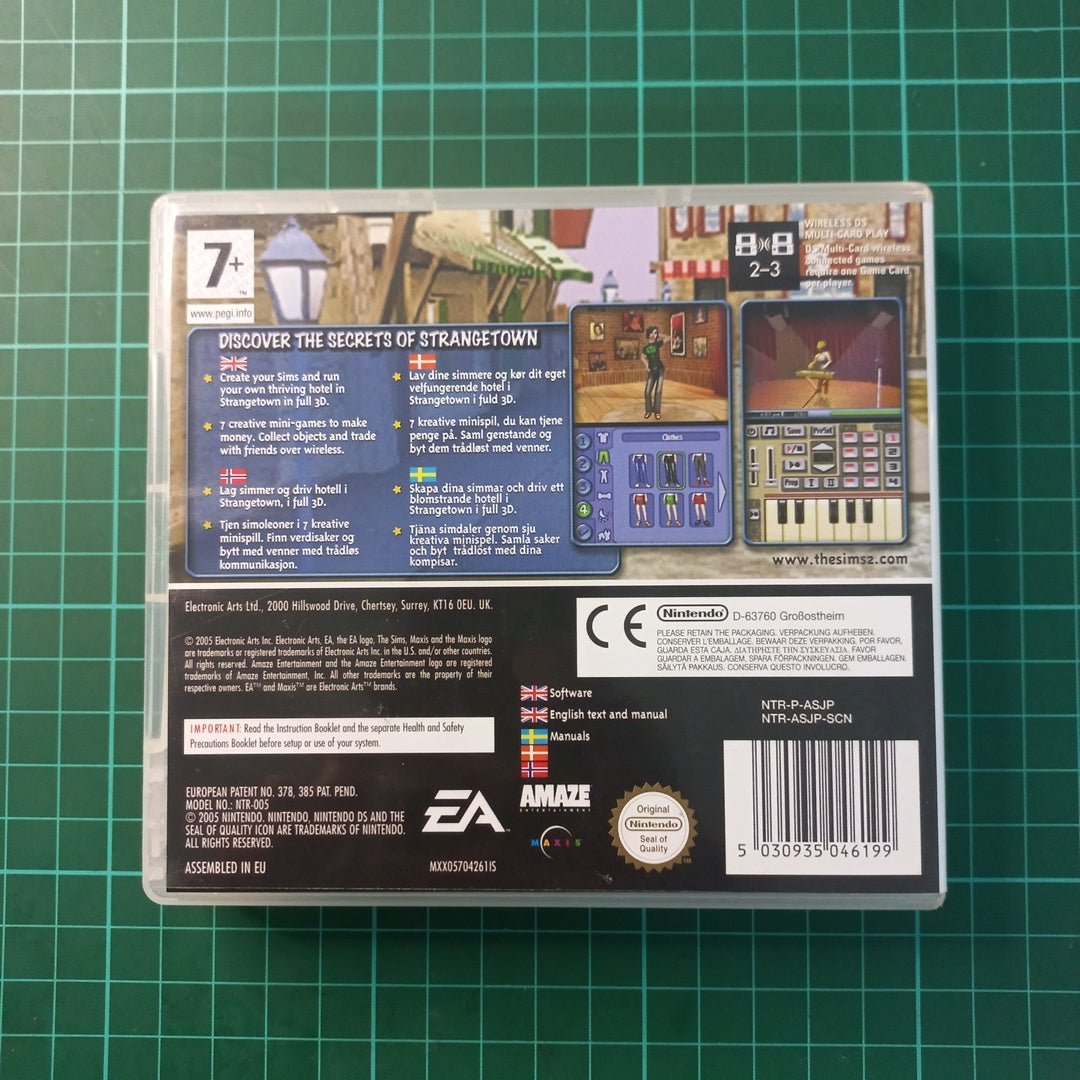 7+
www.pegi.info
WIRELESS DS
MULTI-CARD PLAY
2–3
DS Multi-Card wireless
connected games
require one Game Card
per player.
DISCOVER THE SECRETS OF STRANGETOWN
Create your Sims and run
your own thriving hotel in
Strangetown in full 3D.
7 creative mini-games to make
money. Collect objects and trade
with friends over wireless.
Lav dine simmere og kør dit eget
velfungerende hotel i
Strangetown i fuld 3D.
7 kreative minispil, du kan tjene
penge på. Saml genstande og
byt dem trådløst med venner.
Lag simmer og driv hotell i
Strangetown, i full 3D.
Tjen simoleoner i 7 kreative
minispill. Finn verdisaker og
bytt med venner med trådløs
kommunikasjon.
Skapa dina simmar och driv ett
blomstrande hotell i
Strangetown i full 3D.
Tjäna simdaler genom sju
kreativa minispel. Samla saker
och byt trådlöst med dina
kompisar.
Clothes
1
2
3
4
5
Save
PreSet
Prep I II
1
2
3
4
www.thesims2.com
Electronic Arts Ltd., 2000 Hillswood Drive, Chertsey, Surrey, KT16 0EU. UK.
© 2005 Electronic Arts Inc. Electronic Arts, EA, the EA logo, The Sims, Maxis and the Maxis logo
are trademarks or registered trademarks of Electronic Arts Inc. in the U.S. and/or other countries.
All rights reserved. Amaze Entertainment and the Amaze Entertainment logo are registered
trademarks of Amaze Entertainment, Inc. All other trademarks are the property of their
respective owners. EA™ and Maxis™ are Electronic Arts™ brands.
IMPORTANT: Read the Instruction Booklet and the separate Health and Safety
Precautions Booklet before setup or use of your system.
EUROPEAN PATENT NO. 378, 385 PAT. PEND.
MODEL NO.: NTR-005
© 2005 NINTENDO. NINTENDO, NINTENDO DS AND THE
SEAL OF QUALITY ICON ARE TRADEMARKS OF NINTENDO.
ALL RIGHTS RESERVED.
ASSEMBLED IN EU
EA™
MXX05704261IS
CE Nintendo D-63760 Großostheim
PLEASE RETAIN THE PACKAGING. VERPACKUNG AUFHEBEN.
CONSERVER L'EMBALLAGE. BEWAAR DEZE VERPAKKING. POR FAVOR,
GUARDA ESTA CAJA. ΔΙΑΤΗΡΗΣΤΕ ΤΗΝ ΣΥΣΚΕΥΑΣΙΑ. FAVOR
GUARDAR A EMBALAGEM. SPARA FÖRPACKNINGEN. GEM EMBALLAGEN.
SÄILYTÄ PAKKAUS. CONSERVA QUESTO INVOLUCRO.
Software
English text and manual
Manuals
NTR-P-ASJP
NTR-ASJP-SCN
AMAZE
ENTERTAINMENT
MAXIS
Original
Nintendo
Seal of
Quality
TM
5 030935 046199